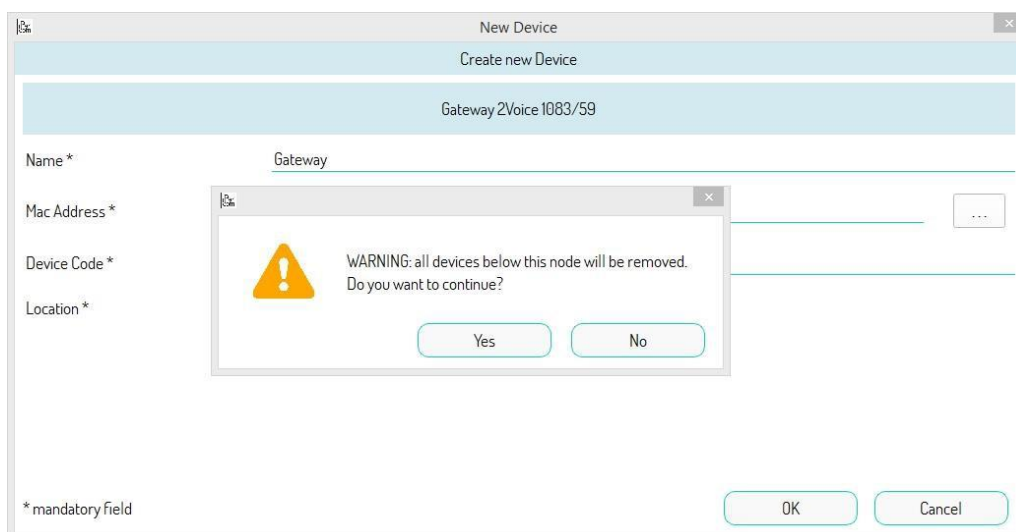 New Device
Create new Device
Gateway 2Voice 1083/59
Name *
Gateway
Mac Address *
...
Device Code *
Location *
WARNING: all devices below this node will be removed.
Do you want to continue?
Yes
No
* mandatory field
OK
Cancel